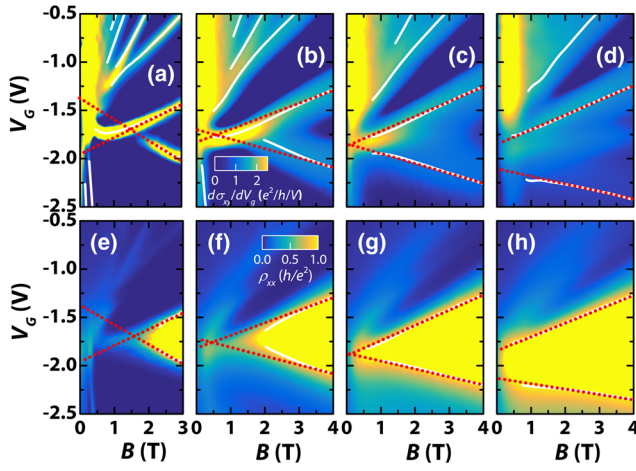 -0.5
-1.0
-1.5
-2.0
-2.5
V_G (V)
(a)
(b)
(c)
(d)
0 1 2
dσ_xy/dV_g (e²/h/V)
-0.5
-1.0
-1.5
-2.0
-2.5
V_G (V)
(e)
(f)
(g)
(h)
0.0 0.5 1.0
ρ_xx (h/e²)
0 1 2 3
0 1 2 3 4
0 1 2 3 4
0 1 2 3 4
B (T)
B (T)
B (T)
B (T)